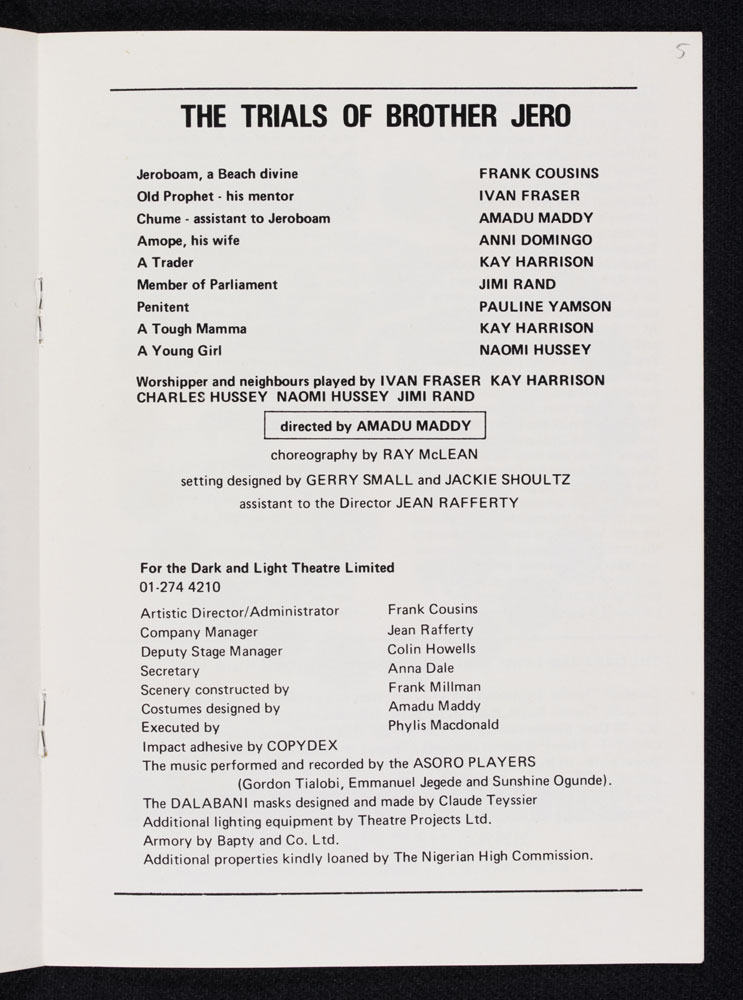 5
THE TRIALS OF BROTHER JERO
Jeroboam, a Beach divine FRANK COUSINS
Old Prophet - his mentor IVAN FRASER
Chume - assistant to Jeroboam AMADU MADDY
Amope, his wife ANNI DOMINGO
A Trader KAY HARRISON
Member of Parliament JIMI RAND
Penitent PAULINE YAMSON
A Tough Mamma KAY HARRISON
A Young Girl NAOMI HUSSEY
Worshipper and neighbours played by IVAN FRASER KAY HARRISON
CHARLES HUSSEY NAOMI HUSSEY JIMI RAND
directed by AMADU MADDY
choreography by RAY McLEAN
setting designed by GERRY SMALL and JACKIE SHOULTZ
assistant to the Director JEAN RAFFERTY
For the Dark and Light Theatre Limited
01-274 4210
Artistic Director/Administrator Frank Cousins
Company Manager Jean Rafferty
Deputy Stage Manager Colin Howells
Secretary Anna Dale
Scenery constructed by Frank Millman
Costumes designed by Amadu Maddy
Executed by Phylis Macdonald
Impact adhesive by COPYDEX
The music performed and recorded by the ASORO PLAYERS
(Gordon Tialobi, Emmanuel Jegede and Sunshine Ogunde).
The DALABANI masks designed and made by Claude Teyssier
Additional lighting equipment by Theatre Projects Ltd.
Armory by Bapty and Co. Ltd.
Additional properties kindly loaned by The Nigerian High Commission.